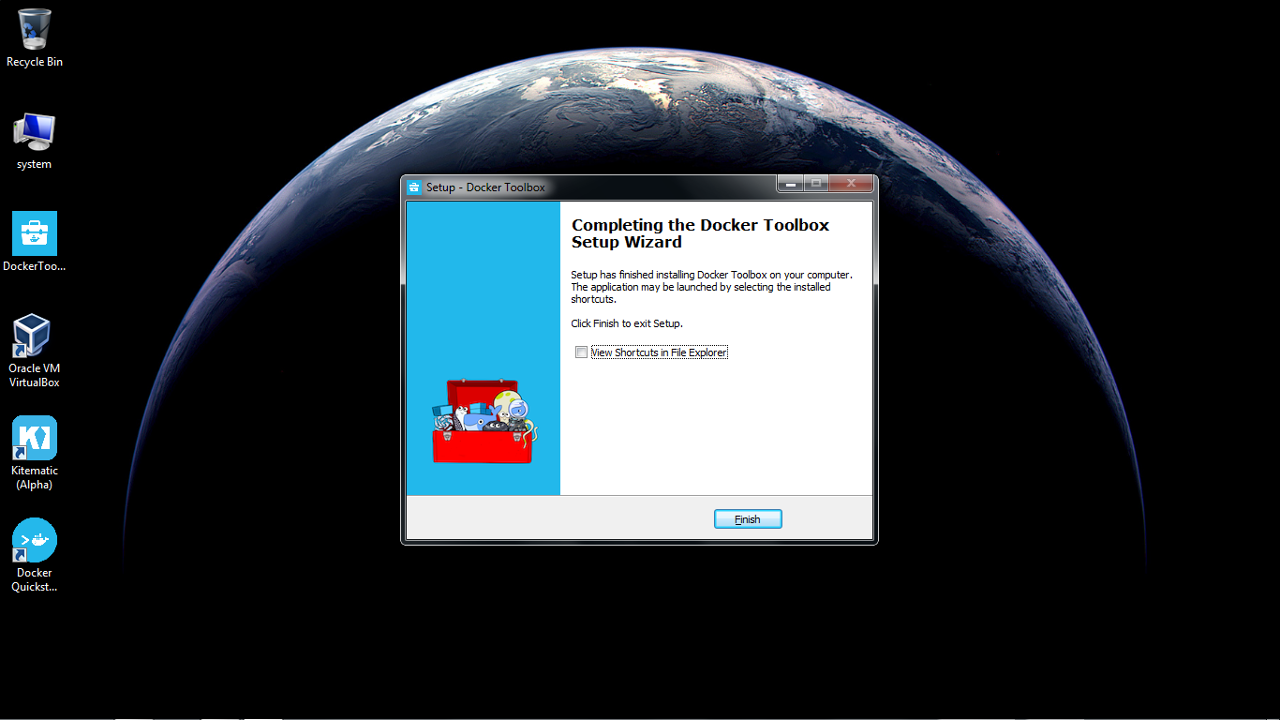 Recycle Bin
system
DockerToo...
Oracle VM
VirtualBox
Kitematic
(Alpha)
Docker
Quickst...
Setup - Docker Toolbox
Completing the Docker Toolbox
Setup Wizard
Setup has finished installing Docker Toolbox on your computer.
The application may be launched by selecting the installed
shortcuts.
Click Finish to exit Setup.
View Shortcuts in File Explorer
Finish